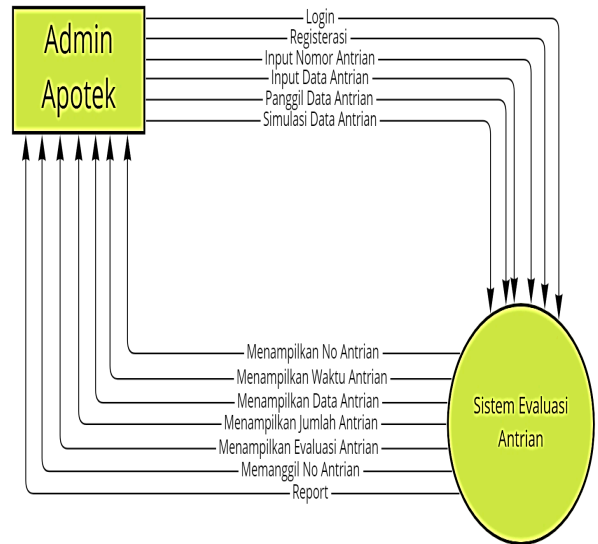 Admin
Apotek
Login
Registerasi
Input Nomor Antrian
Input Data Antrian
Panggil Data Antrian
Simulasi Data Antrian
Menampilkan No Antrian
Menampilkan Waktu Antrian
Menampilkan Data Antrian
Menampilkan Jumlah Antrian
Menampilkan Evaluasi Antrian
Memanggil No Antrian
Report
Sistem Evaluasi
Antrian